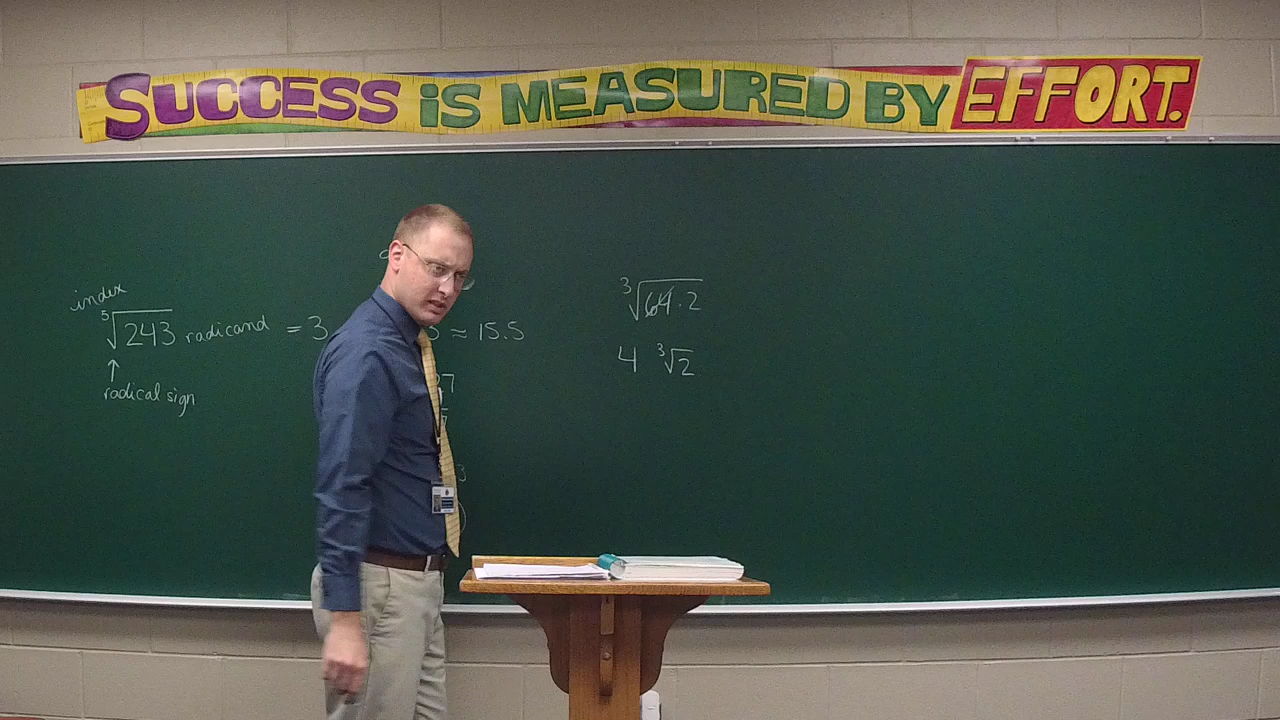 SUCCESS IS MEASURED BY EFFORT.
index
⁵√243 radicand = 3
≈ 15.5
↑
radical sign
³√64·2
4 ³√2